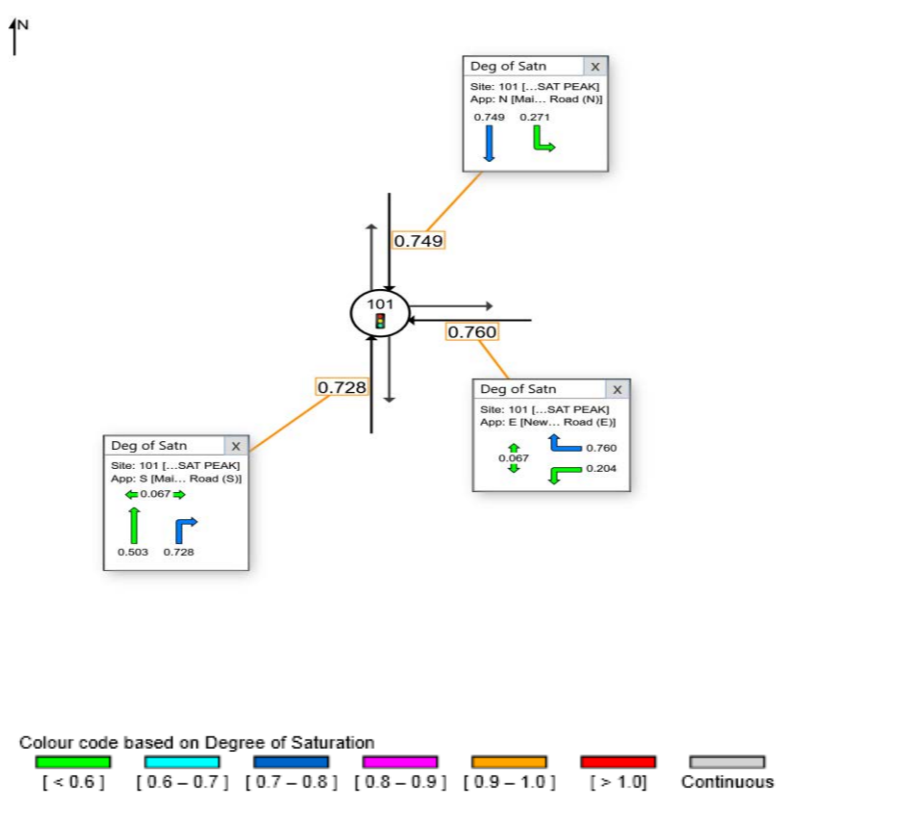 N
Deg of Satn X
Site: 101 [...SAT PEAK]
App: N [Mai... Road (N)]
0.749 0.271
0.749
101
0.760
0.728
Deg of Satn X
Site: 101 [...SAT PEAK]
App: E [New... Road (E)]
0.760
0.067
0.204
Deg of Satn X
Site: 101 [...SAT PEAK]
App: S [Mai... Road (S)]
0.067
0.503 0.728
Colour code based on Degree of Saturation
[ < 0.6 ] [ 0.6 – 0.7 ] [ 0.7 – 0.8 ] [ 0.8 – 0.9 ] [ 0.9 – 1.0 ] [ > 1.0] Continuous